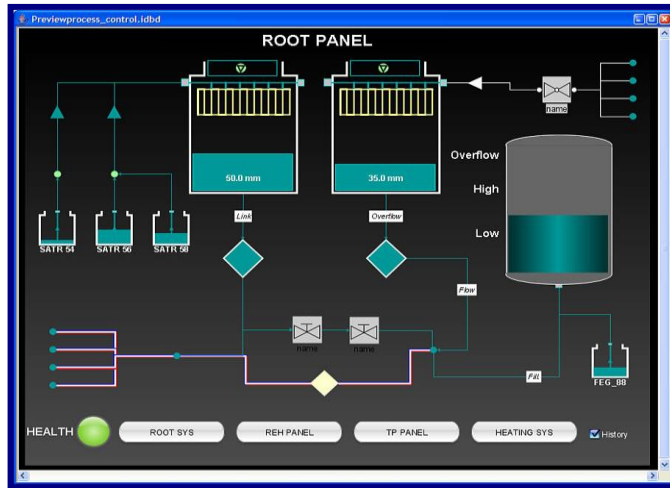 Previewprocess_control.idbd
ROOT PANEL
name
Overflow
High
Low
50.0 mm
35.0 mm
Link
Overflow
SATR 54
SATR 56
SATR 58
Flow
name
name
Fill
FEG_88
HEALTH
ROOT SYS
REH PANEL
TP PANEL
HEATING SYS
History